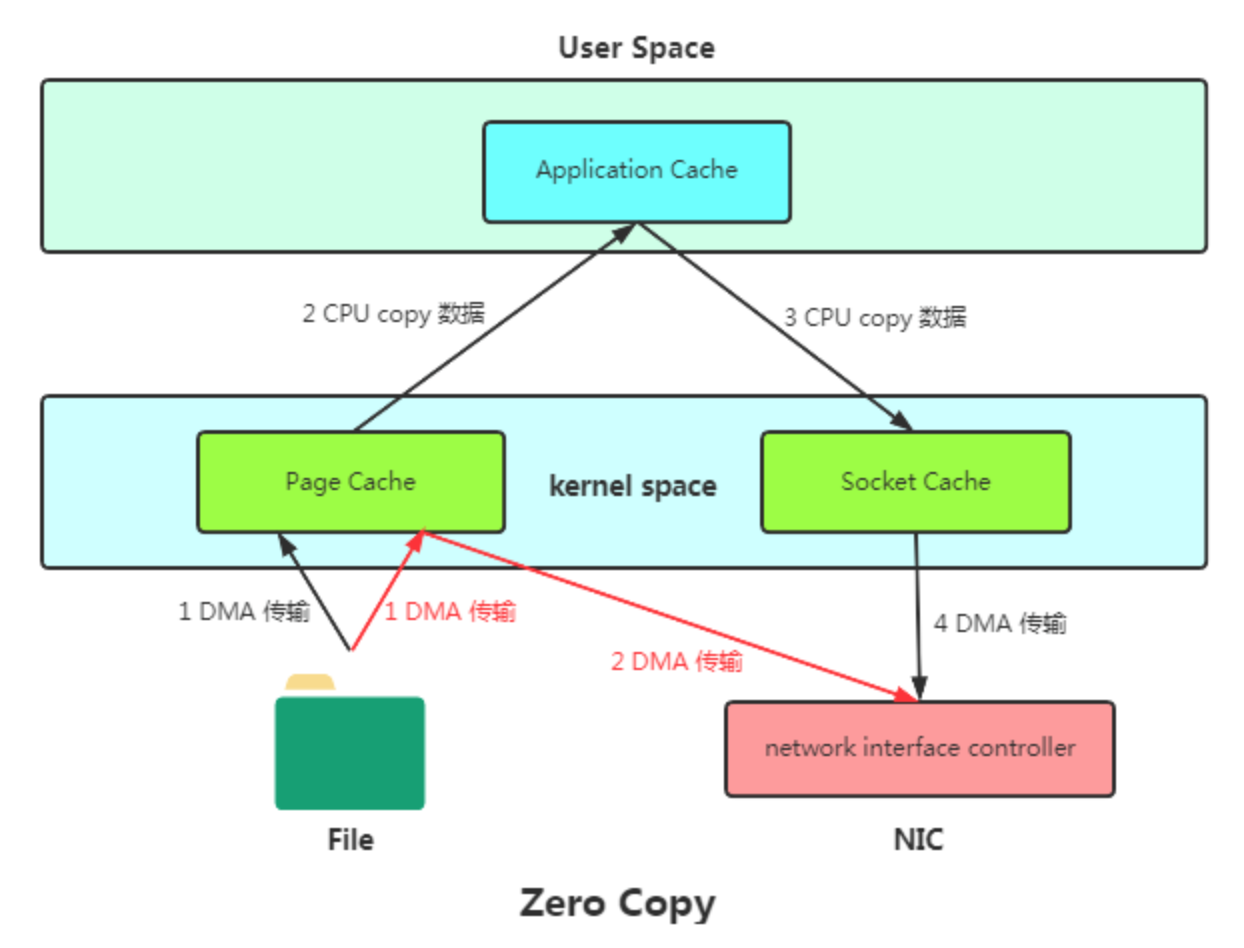 User Space
Application Cache
2 CPU copy 数据
3 CPU copy 数据
Page Cache
kernel space
Socket Cache
1 DMA 传输
1 DMA 传输
4 DMA 传输
2 DMA 传输
network interface controller
File
NIC
Zero Copy